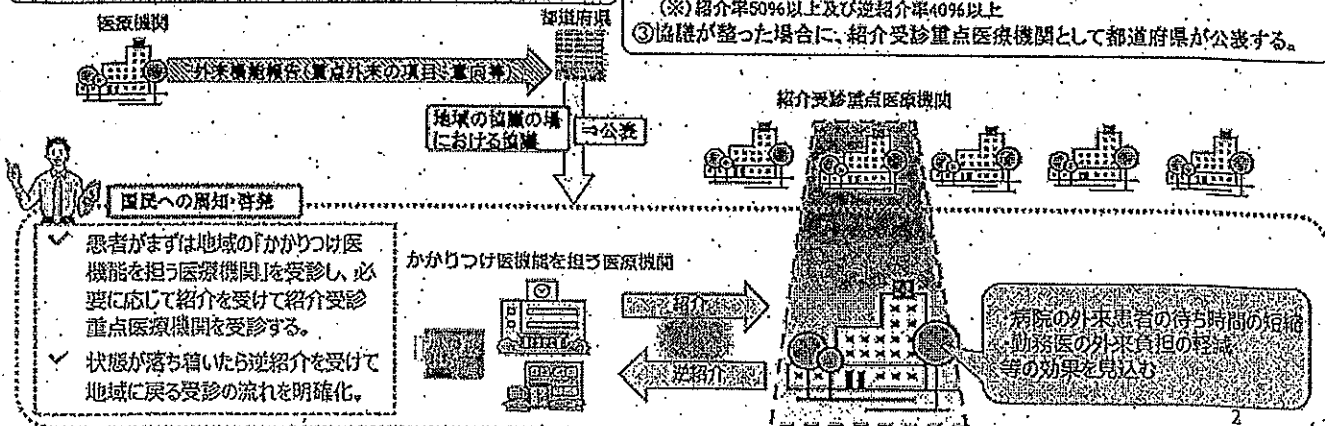 (※)紹介率50%以上及び逆紹介率40%以上
③協議が整った場合に、紹介受診重点医療機関として都道府県が公表する。
医療機関
都道府県
外来機能報告(重点外来の項目、意向等)
地域の協議の場
における協議
⇒公表
紹介受診重点医療機関
国民への周知・啓発
✓ 患者がまずは地域の「かかりつけ医
機能を担う医療機関」を受診し、必
要に応じて紹介を受けて紹介受診
重点医療機関を受診する。
✓ 状態が落ち着いたら逆紹介を受けて
地域に戻る受診の流れを明確化。
かかりつけ医機能を担う医療機関
紹介
逆紹介
病院の外来患者の待ち時間の短縮
・勤務医の外来負担の軽減
等の効果を見込む
2